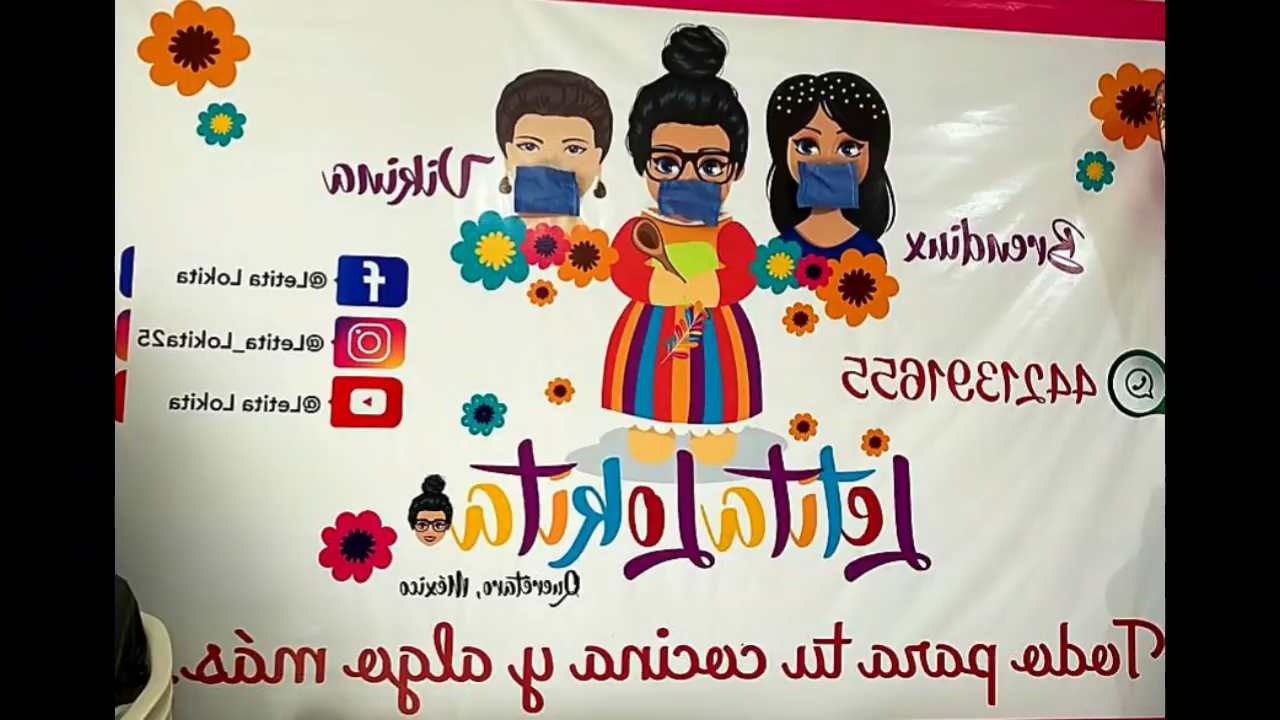 Vikina
Brendiux
@Letita Lokita
@Letita_Lokita25
@Letita Lokita
4421391655
Letita Lokita
Querétaro, México
Todo para tu cocina y algo más.